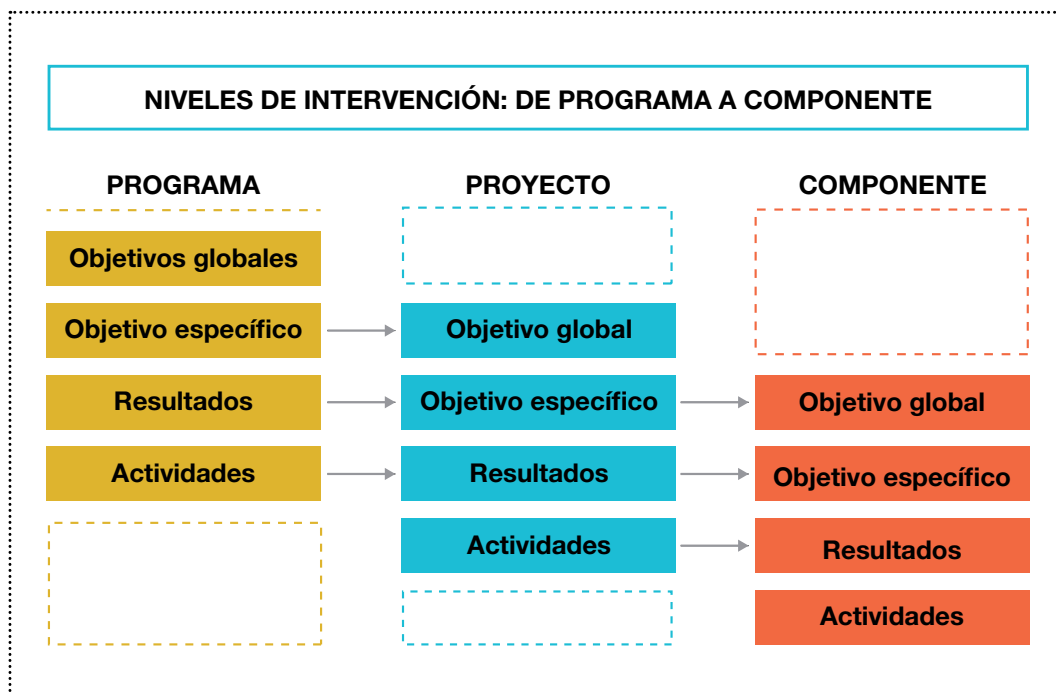 NIVELES DE INTERVENCIÓN: DE PROGRAMA A COMPONENTE
PROGRAMA
Objetivos globales
Objetivo específico
Resultados
Actividades
PROYECTO
Objetivo global
Objetivo específico
Resultados
Actividades
COMPONENTE
Objetivo global
Objetivo específico
Resultados
Actividades